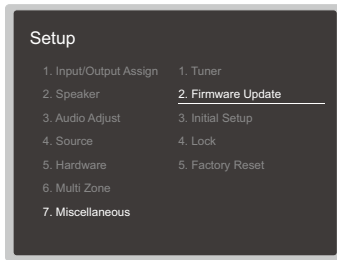 Setup
1. Input/Output Assign
2. Speaker
3. Audio Adjust
4. Source
5. Hardware
6. Multi Zone
7. Miscellaneous
1. Tuner
2. Firmware Update
3. Initial Setup
4. Lock
5. Factory Reset